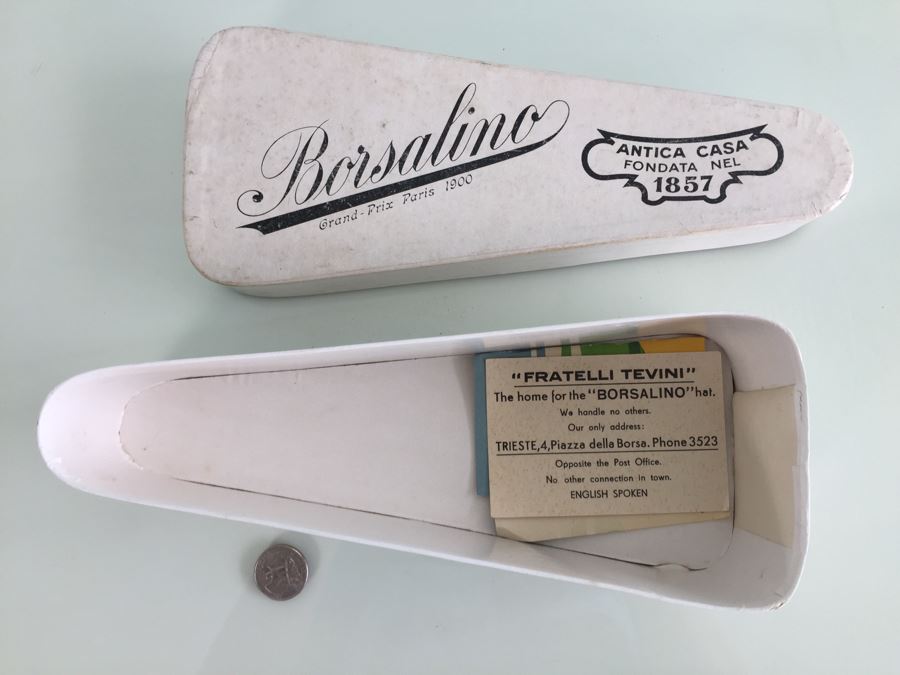 Borsalino
Grand-Prix Paris 1900
ANTICA CASA
FONDATA NEL
1857
"FRATELLI TEVINI"
The home for the "BORSALINO" hat.
We handle no others.
Our only address:
TRIESTE,4,Piazza della Borsa. Phone 3523
Opposite the Post Office.
No other connection in town.
ENGLISH SPOKEN